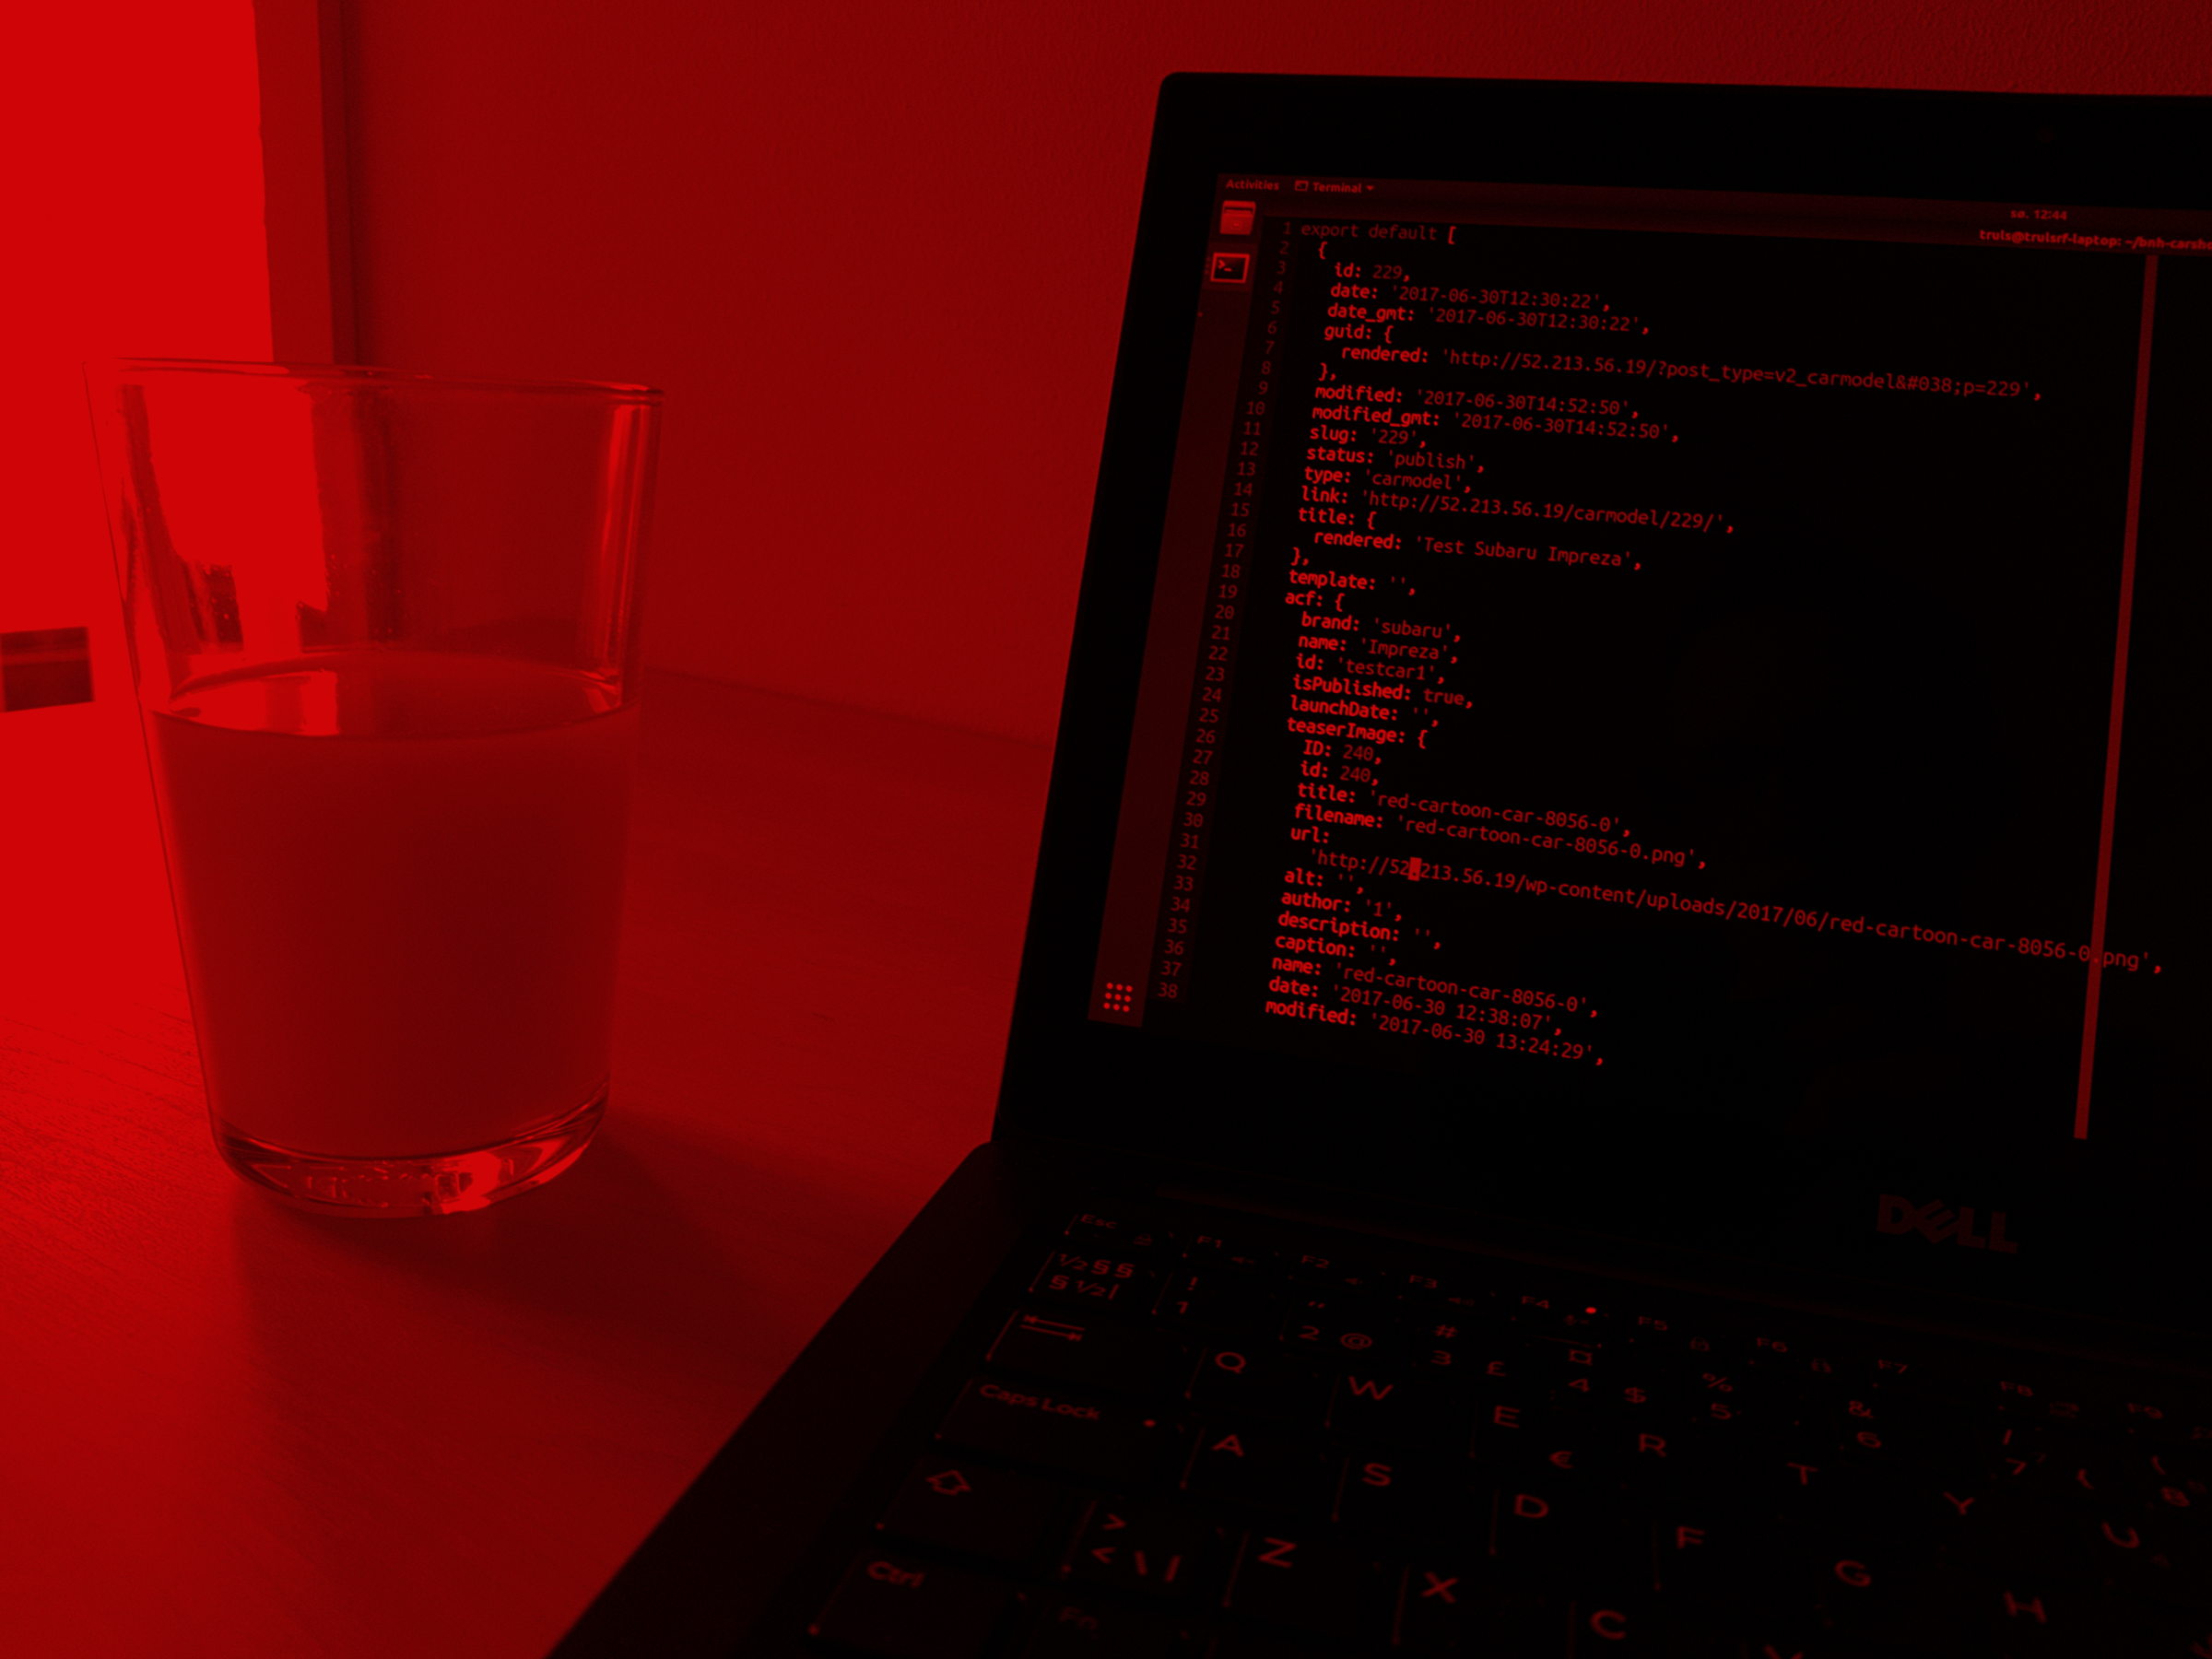 Activities Terminal
sø. 12:44
truls@trulsrf-laptop: ~/bnh-carsho
1 export default [
2 {
3 id: 229,
4 date: '2017-06-30T12:30:22',
5 date_gmt: '2017-06-30T12:30:22',
6 guid: {
7 rendered: 'http://52.213.56.19/?post_type=v2_carmodel&#038;p=229',
8 },
9 modified: '2017-06-30T14:52:50',
10 modified_gmt: '2017-06-30T14:52:50',
11 slug: '229',
12 status: 'publish',
13 type: 'carmodel',
14 link: 'http://52.213.56.19/carmodel/229/',
15 title: {
16 rendered: 'Test Subaru Impreza',
17 },
18 template: '',
19 acf: {
20 brand: 'subaru',
21 name: 'Impreza',
22 id: 'testcar1',
23 isPublished: true,
24 launchDate: '',
25 teaserImage: {
26 ID: 240,
27 id: 240,
28 title: 'red-cartoon-car-8056-0',
29 filename: 'red-cartoon-car-8056-0.png',
30 url:
31 'http://52.213.56.19/wp-content/uploads/2017/06/red-cartoon-car-8056-0.png',
32 alt: '',
33 author: '1',
34 description: '',
35 caption: '',
36 name: 'red-cartoon-car-8056-0',
37 date: '2017-06-30 12:38:07',
38 modified: '2017-06-30 13:24:29',
DELL
Esc F1 F2 F3 F4 F5 F6 F7 F8 F9
½ § § ! " # ¤ % &
§ ½ | 1 2 @ 3 £ 4 $ 5 6 7 {
Q W E € R T Y U
Caps Lock A S D F G H
> < \ | Z X C
Ctrl Fn